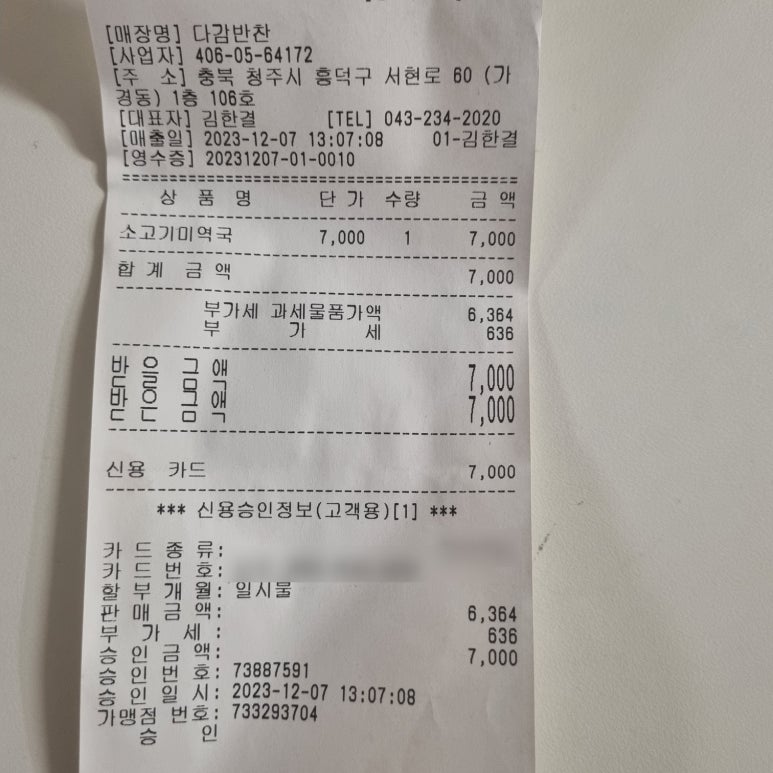 [매장명] 다감반찬
[사업자] 406-05-64172
[주 소] 충북 청주시 흥덕구 서현로 60 (가
경동) 1층 106호
[대표자] 김한결 [TEL] 043-234-2020
[매출일] 2023-12-07 13:07:08 01-김한결
[영수증] 20231207-01-0010
상 품 명 단 가 수량 금 액
소고기미역국 7,000 1 7,000
합 계 금 액 7,000
부가세 과세물품가액 6,364
부 가 세 636
받 을 금 액 7,000
받 은 금 액 7,000
신용 카드 7,000
*** 신용승인정보(고객용)[1] ***
카 드 종 류:
카 드 번 호:
할 부 개 월: 일시불
판 매 금 액: 6,364
부 가 세 : 636
승 인 금 액: 7,000
승 인 번 호: 73887591
승 인 일 시: 2023-12-07 13:07:08
가맹점 번호: 733293704
승 인